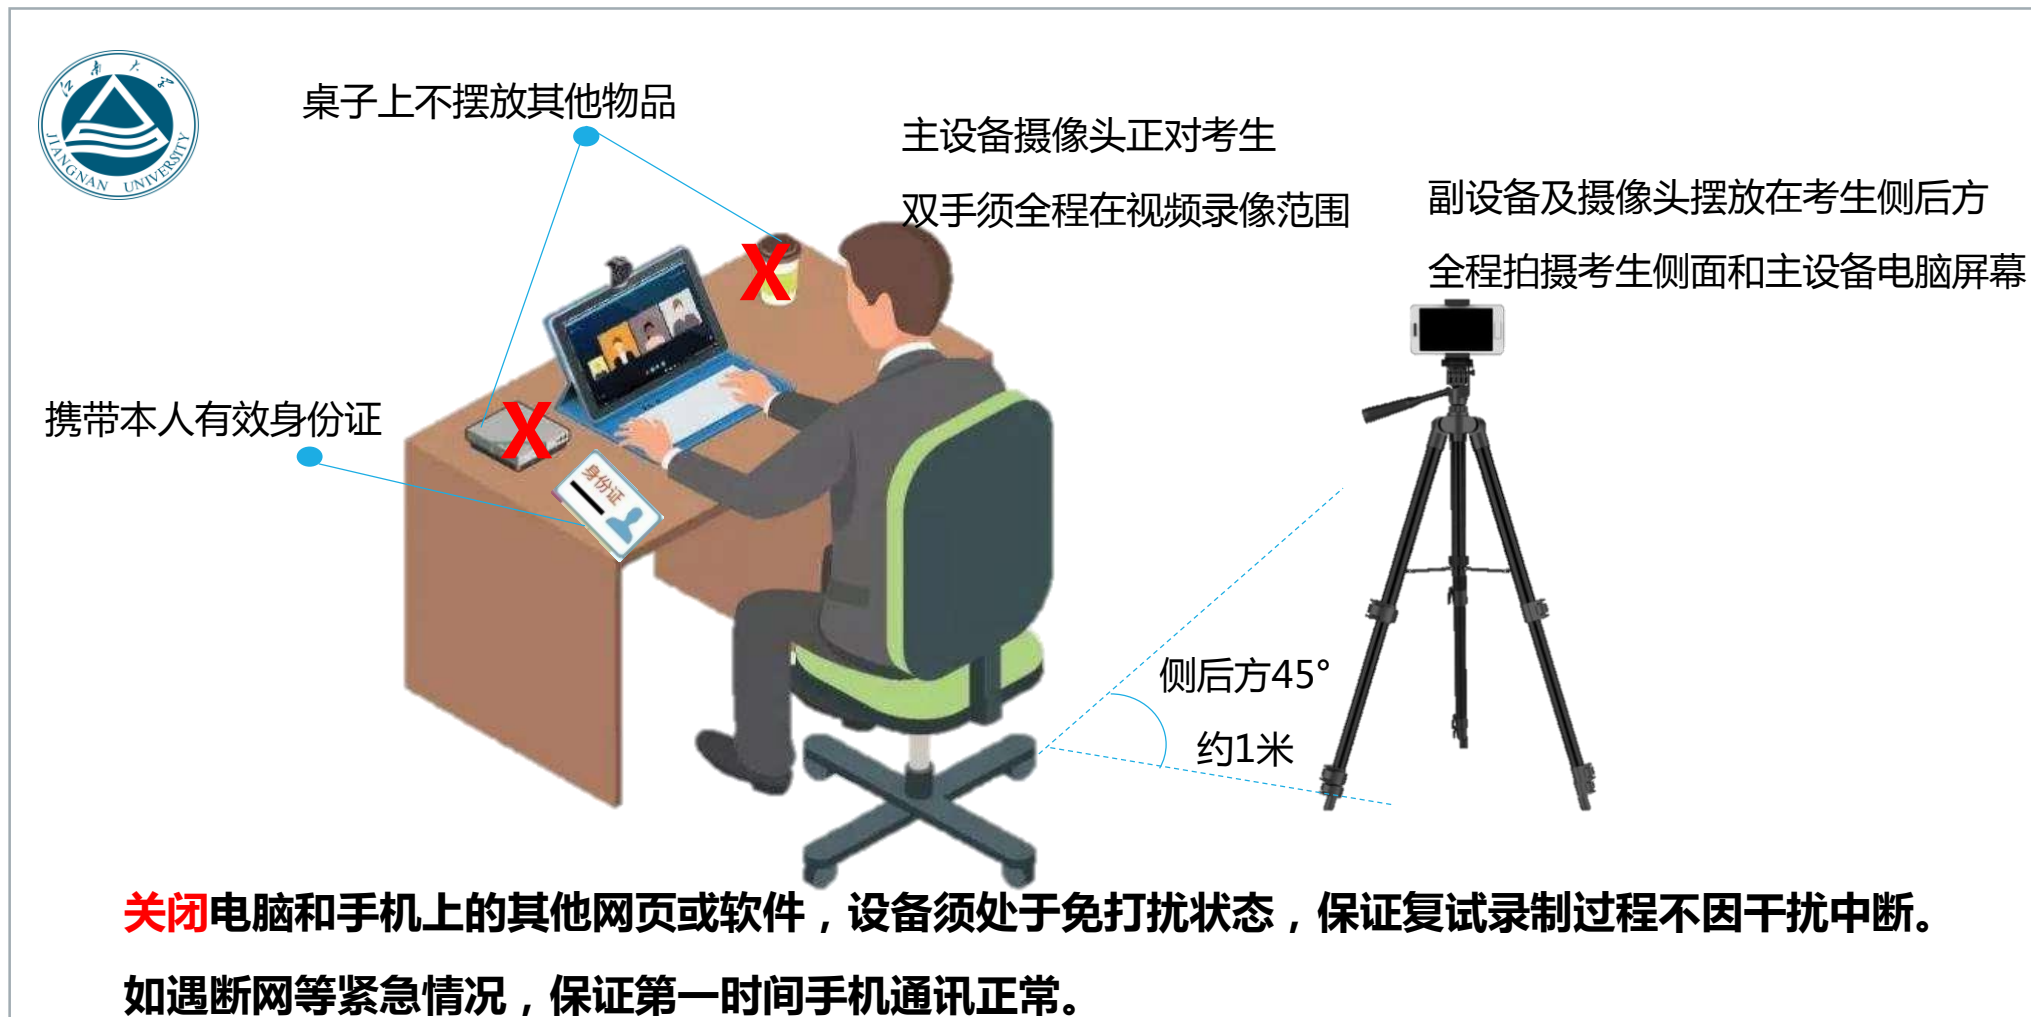 江南大学
JIANGNAN UNIVERSITY
桌子上不摆放其他物品
主设备摄像头正对考生
双手须全程在视频录像范围
副设备及摄像头摆放在考生侧后方
全程拍摄考生侧面和主设备电脑屏幕
X
X
携带本人有效身份证
身份证
侧后方45°
约1米
关闭电脑和手机上的其他网页或软件，设备须处于免打扰状态，保证复试录制过程不因干扰中断。
如遇断网等紧急情况，保证第一时间手机通讯正常。